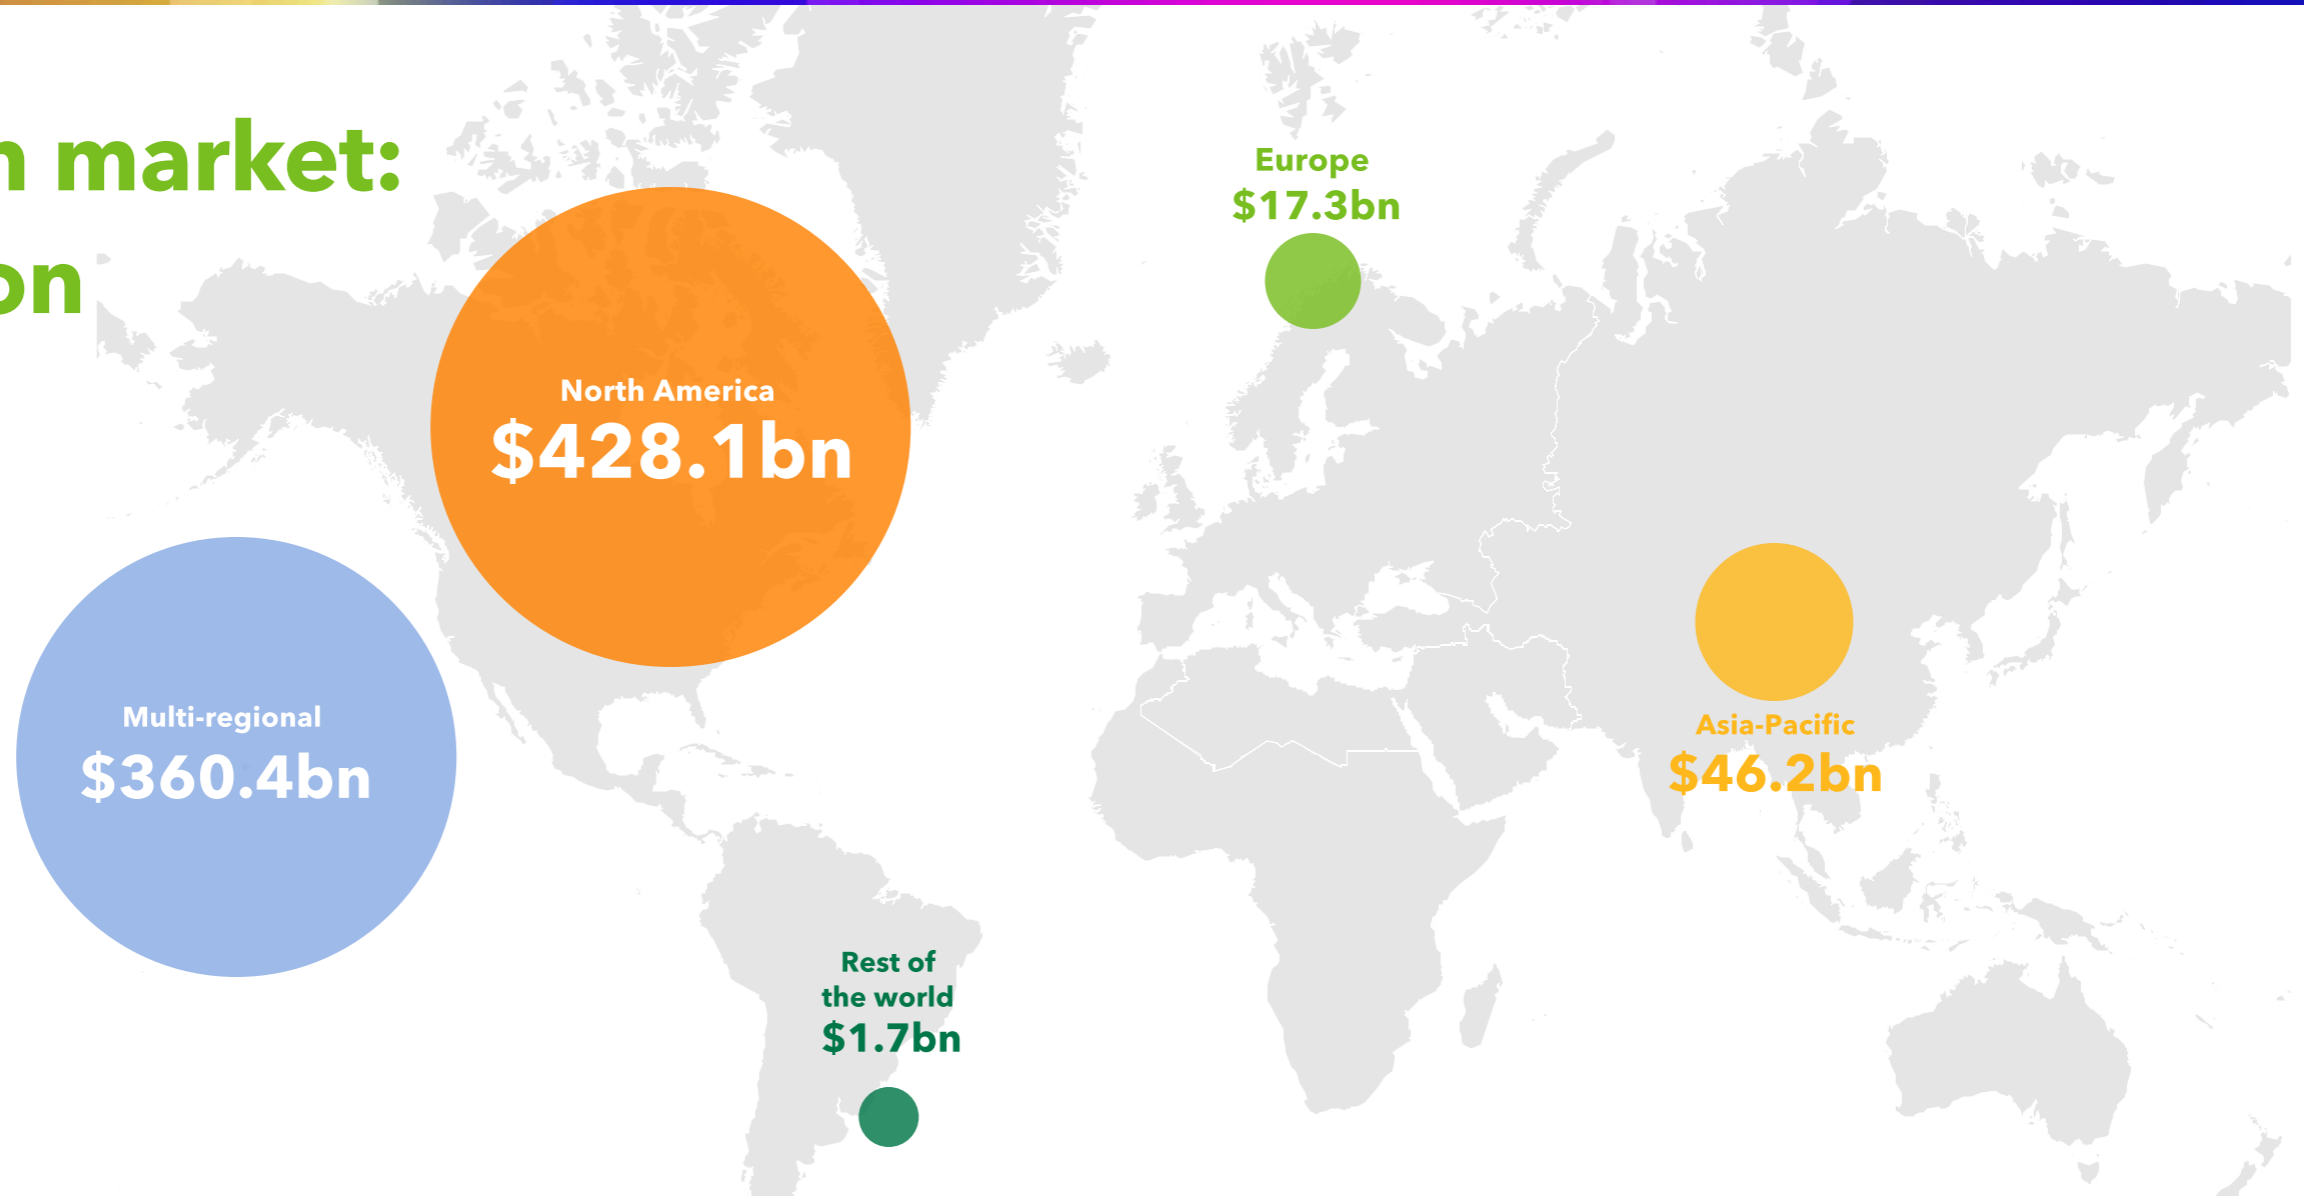 n market:
on
Europe
$17.3bn
North America
$428.1bn
Multi-regional
$360.4bn
Asia-Pacific
$46.2bn
Rest of
the world
$1.7bn